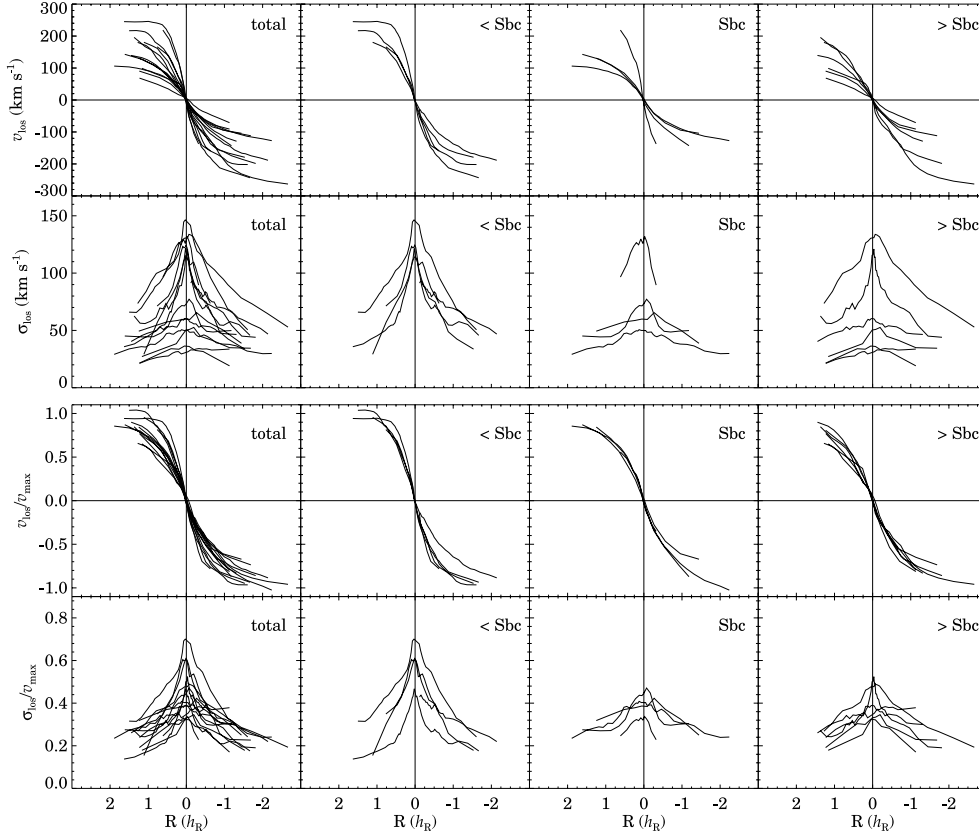 300
200
100
0
-100
-200
-300
v_los (km s⁻¹)
total
< Sbc
Sbc
> Sbc
150
100
50
0
σ_los (km s⁻¹)
total
< Sbc
Sbc
> Sbc
1.0
0.5
0.0
-0.5
-1.0
v_los/v_max
total
< Sbc
Sbc
> Sbc
0.8
0.6
0.4
0.2
0.0
σ_los/v_max
total
< Sbc
Sbc
> Sbc
2 1 0 -1 -2
2 1 0 -1 -2
2 1 0 -1 -2
2 1 0 -1 -2
R (h_R)
R (h_R)
R (h_R)
R (h_R)